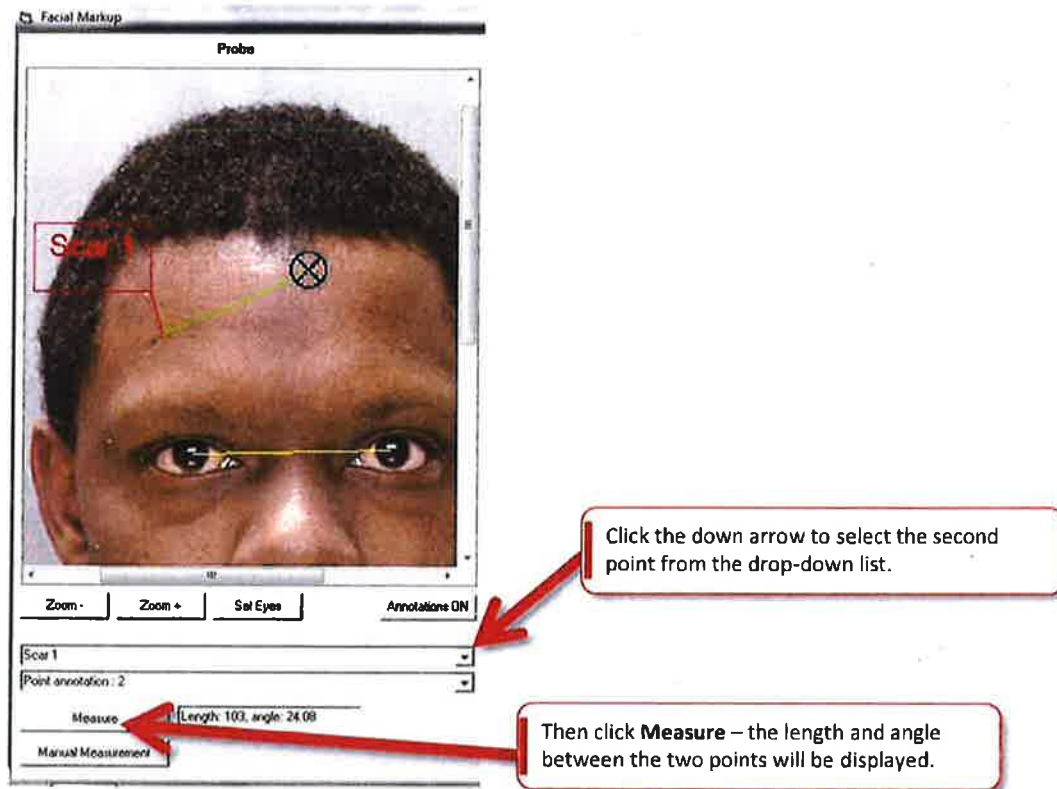 Facial Markup
Probe
Scar 1
Click the down arrow to select the second
point from the drop-down list.
Zoom - Zoom + Set Eyes Annotations ON
Scar 1
Point annotation : 2
Measure Length: 103, angle: 24.08
Manual Measurement
Then click Measure – the length and angle
between the two points will be displayed.